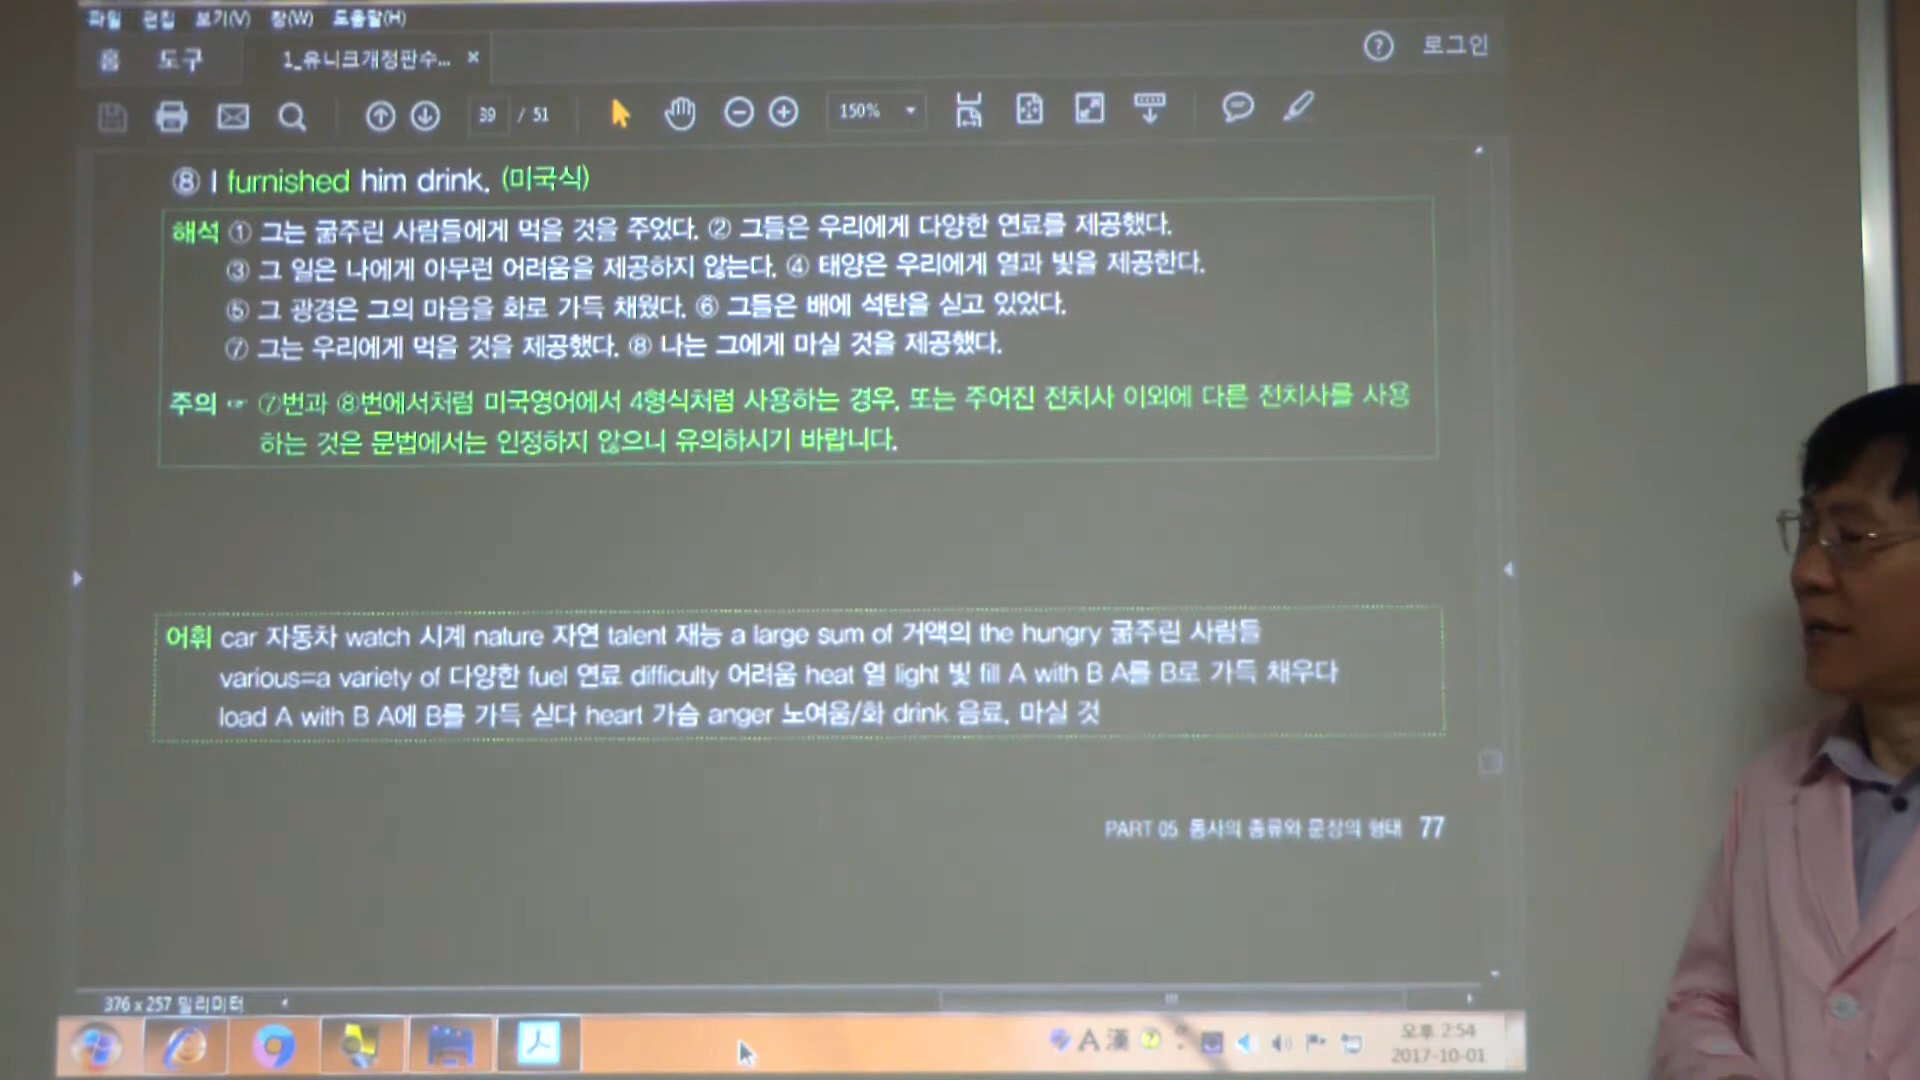 파일 편집 보기(V) 창(W) 도움말(H)
홈 도구 1_유니크개정판수... × ? 로그인
39 / 51 150%
⑧ I furnished him drink. (미국식)
해석 ① 그는 굶주린 사람들에게 먹을 것을 주었다. ② 그들은 우리에게 다양한 연료를 제공했다.
③ 그 일은 나에게 아무런 어려움을 제공하지 않는다. ④ 태양은 우리에게 열과 빛을 제공한다.
⑤ 그 광경은 그의 마음을 화로 가득 채웠다. ⑥ 그들은 배에 석탄을 싣고 있었다.
⑦ 그는 우리에게 먹을 것을 제공했다. ⑧ 나는 그에게 마실 것을 제공했다.
주의 ☞ ⑦번과 ⑧번에서처럼 미국영어에서 4형식처럼 사용하는 경우, 또는 주어진 전치사 이외에 다른 전치사를 사용
하는 것은 문법에서는 인정하지 않으니 유의하시기 바랍니다.
어휘 car 자동차 watch 시계 nature 자연 talent 재능 a large sum of 거액의 the hungry 굶주린 사람들
various=a variety of 다양한 fuel 연료 difficulty 어려움 heat 열 light 빛 fill A with B A를 B로 가득 채우다
load A with B A에 B를 가득 싣다 heart 가슴 anger 노여움/화 drink 음료, 마실 것
PART 05 동사의 종류와 문장의 형태 77
376 x 257 밀리미터
A 漢 ?
오후 2:54
2017-10-01